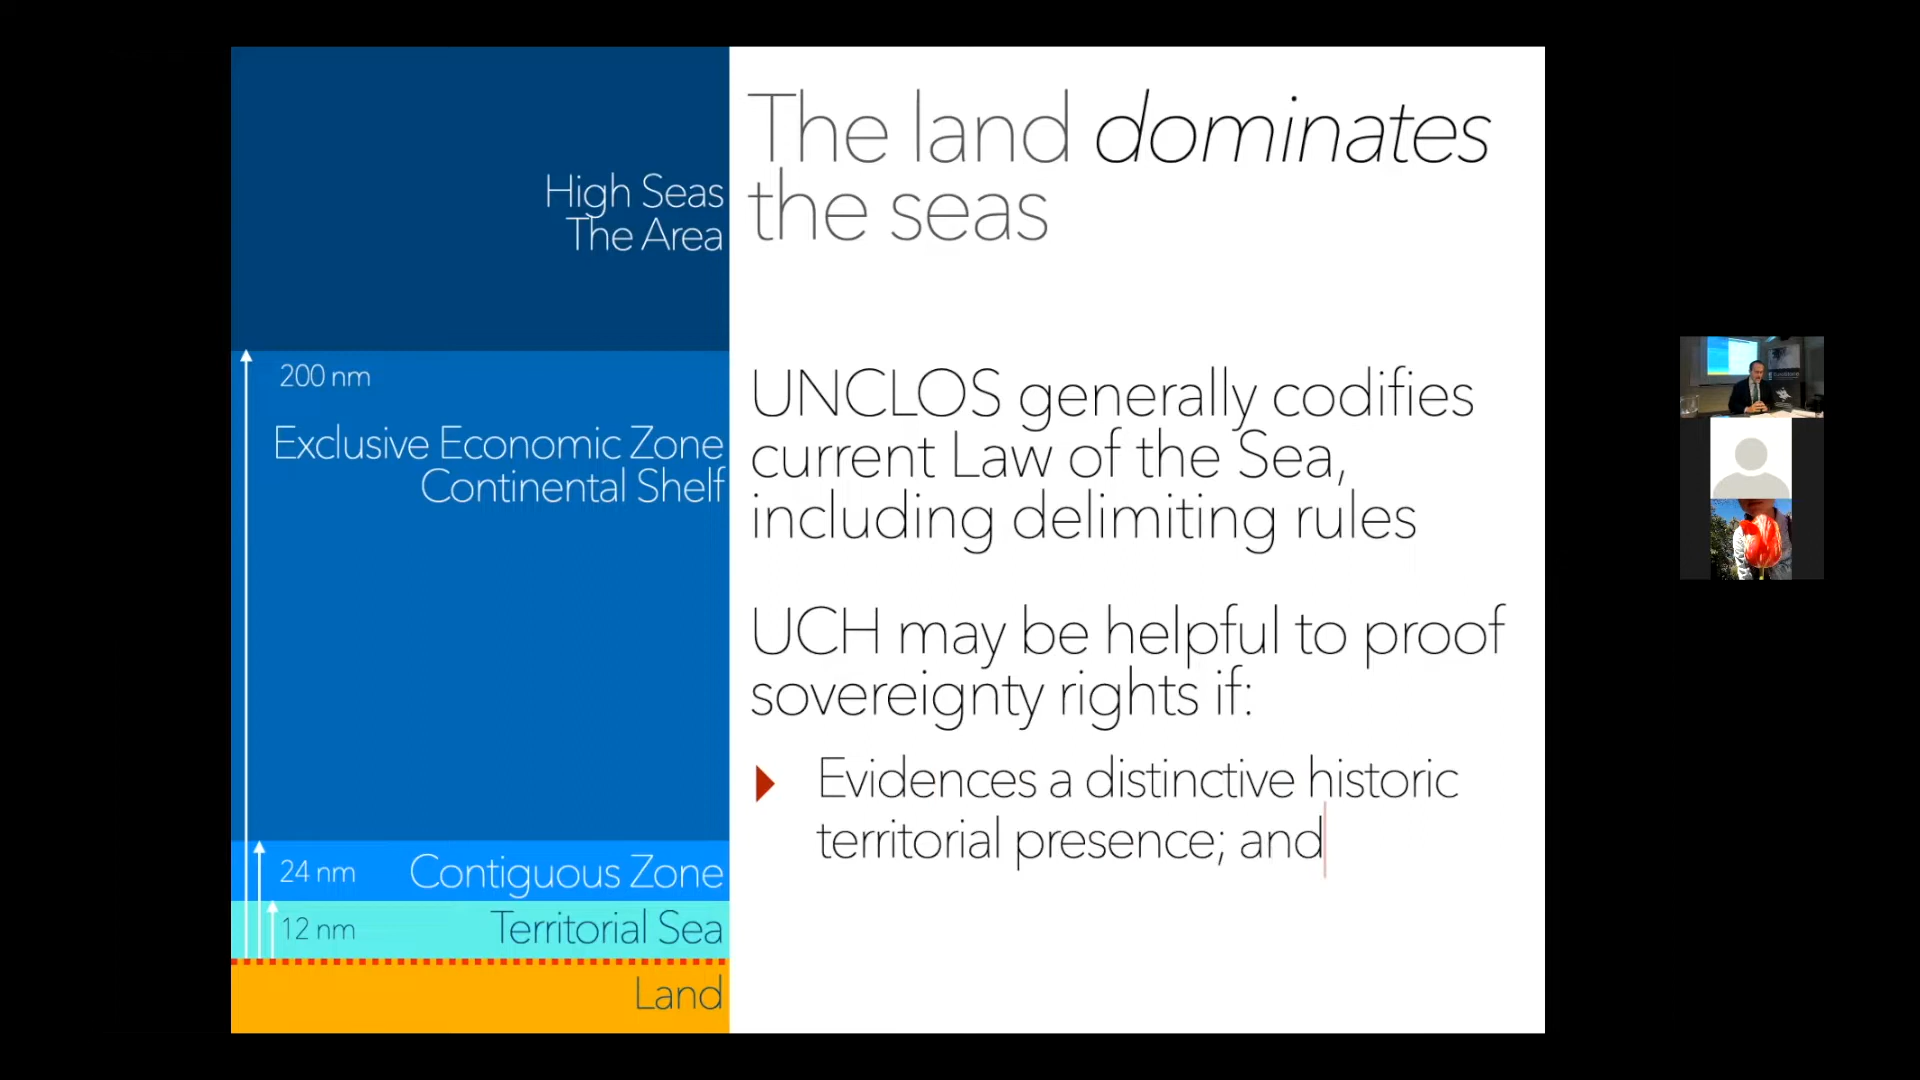 High Seas
The Area
200 nm
Exclusive Economic Zone
Continental Shelf
24 nm
Contiguous Zone
12 nm
Territorial Sea
Land
The land dominates
the seas
UNCLOS generally codifies
current Law of the Sea,
including delimiting rules
UCH may be helpful to proof
sovereignty rights if:
Evidences a distinctive historic
territorial presence; and